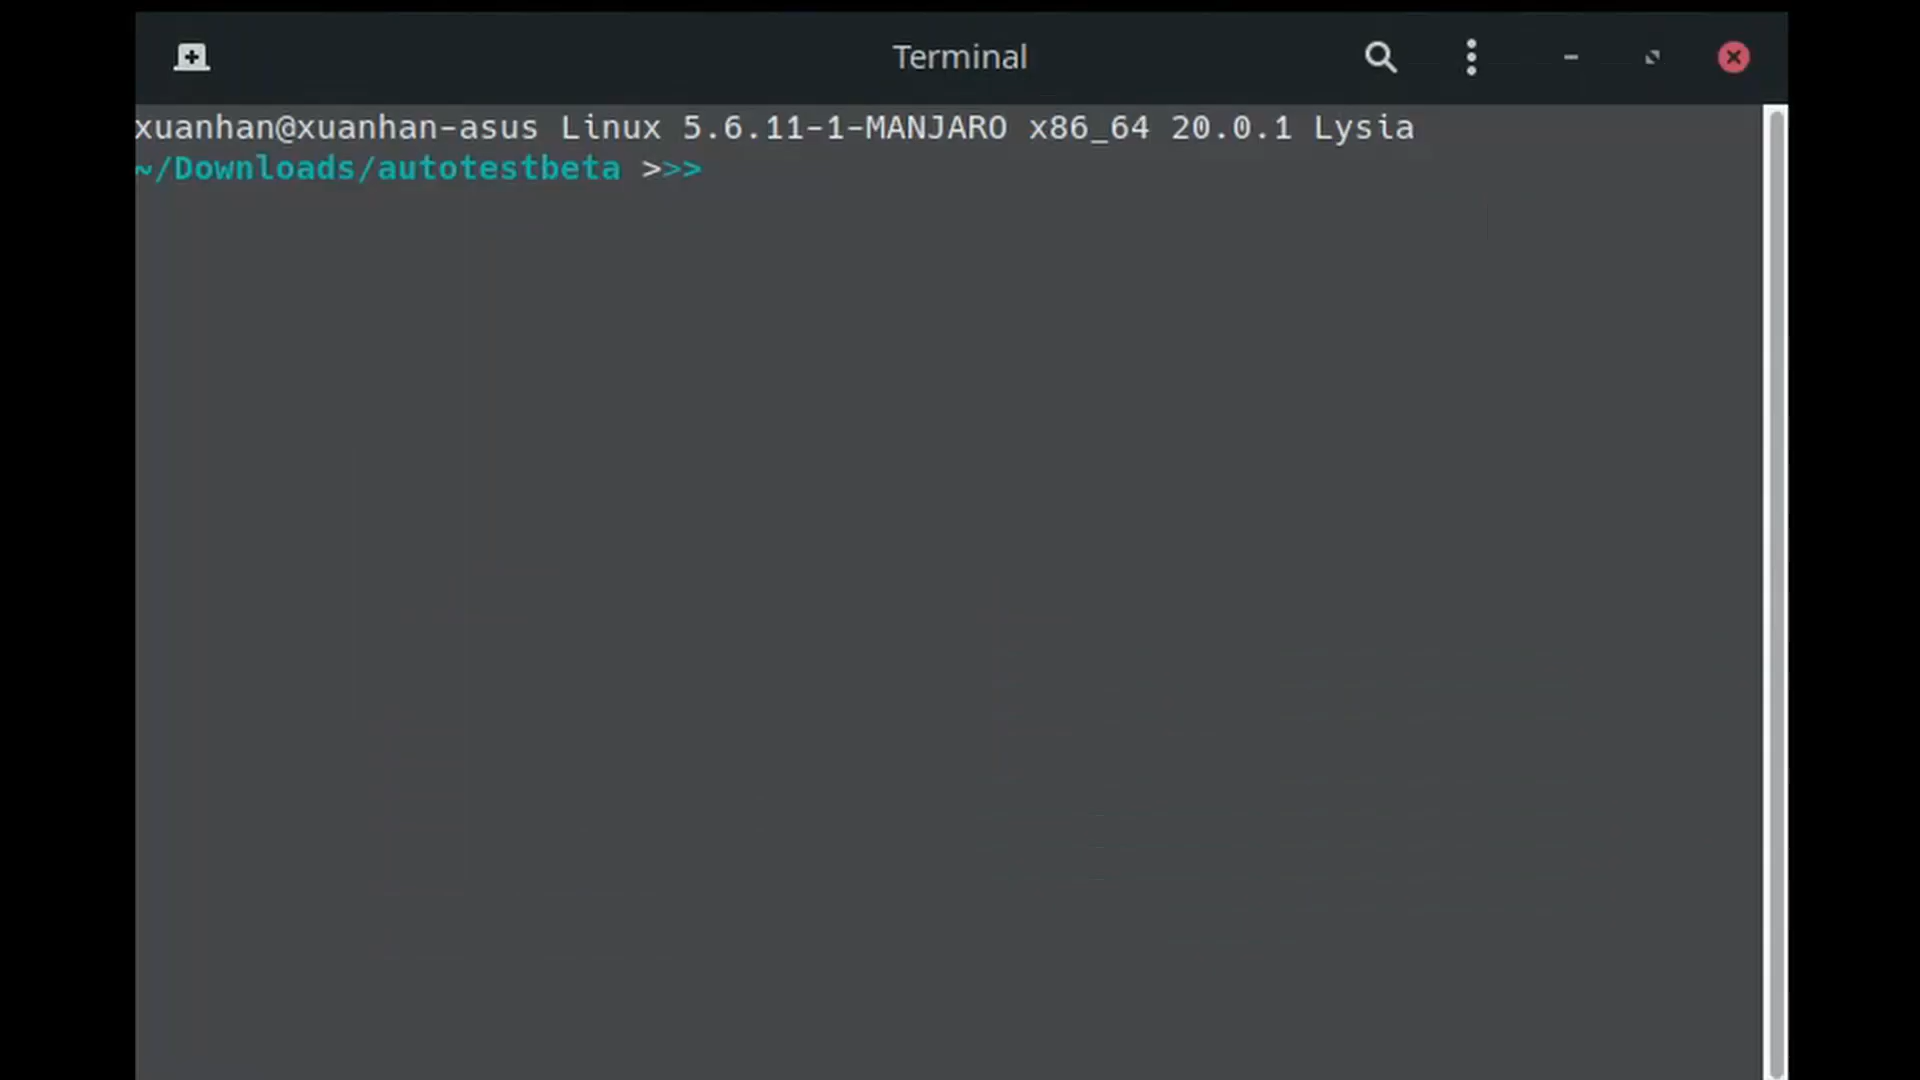 Terminal
xuanhan@xuanhan-asus Linux 5.6.11-1-MANJARO x86_64 20.0.1 Lysia
~/Downloads/autotestbeta >>>